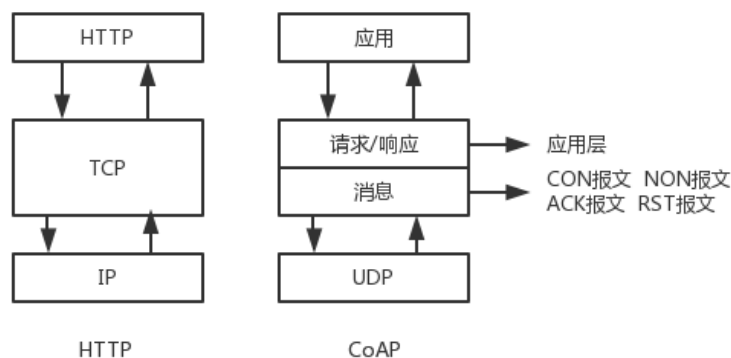 HTTP
应用
请求/响应
应用层
TCP
消息
CON报文 NON报文
ACK报文 RST报文
IP
UDP
HTTP
CoAP